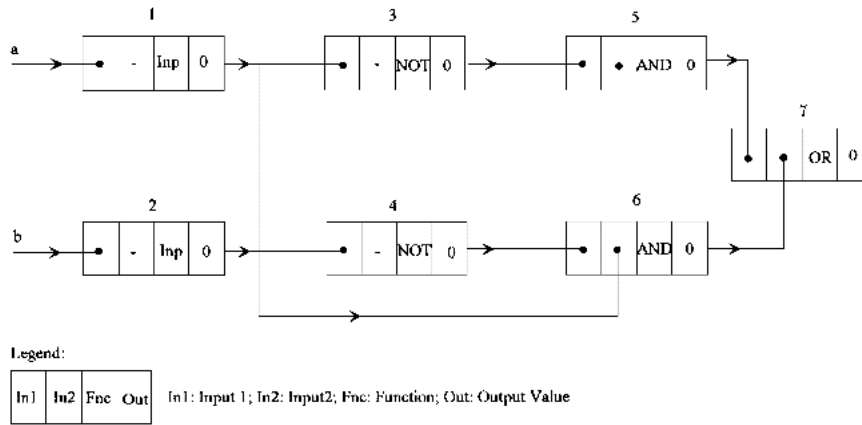 1 3 5
a - Inp 0 - NOT 0 AND 0
7
OR 0
2 4 6
b - Inp 0 - NOT 0 AND 0
Legend:
In1 In2 Fnc Out In1: Input 1; In2: Input2; Fnc: Function; Out: Output Value